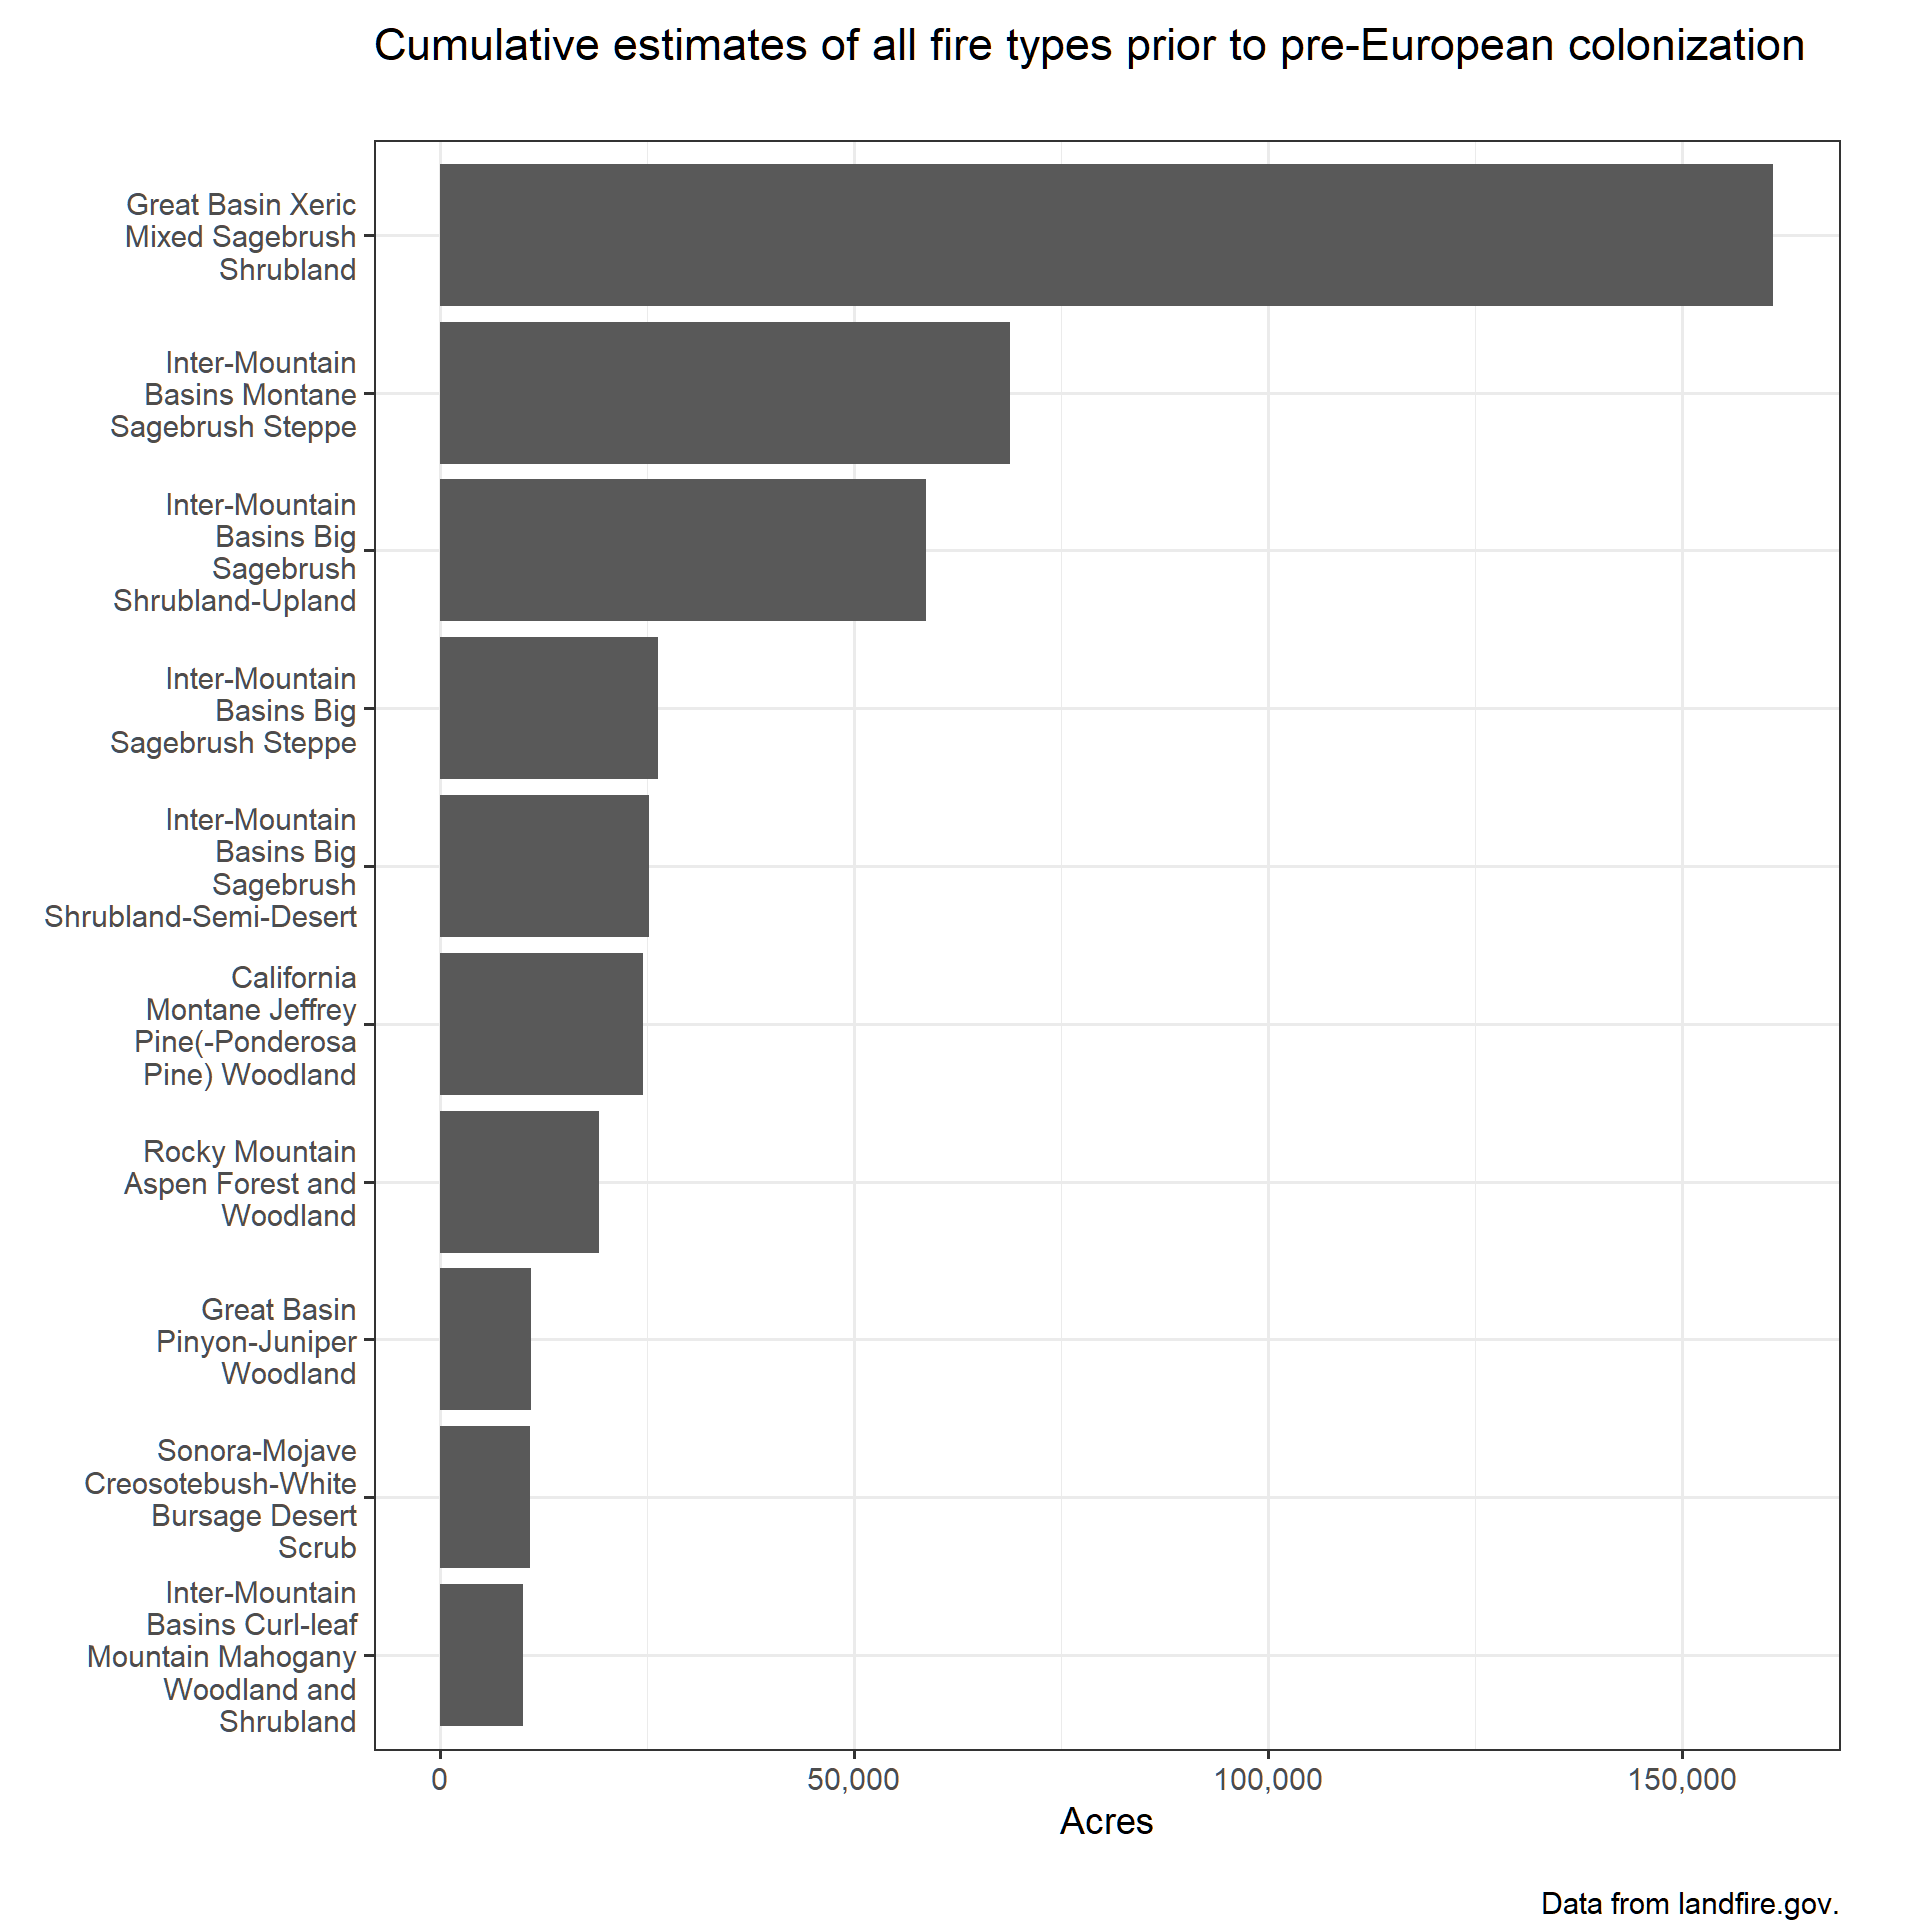 Cumulative estimates of all fire types prior to pre-European colonization
Great Basin Xeric
Mixed Sagebrush
Shrubland
Inter-Mountain
Basins Montane
Sagebrush Steppe
Inter-Mountain
Basins Big
Sagebrush
Shrubland-Upland
Inter-Mountain
Basins Big
Sagebrush Steppe
Inter-Mountain
Basins Big
Sagebrush
Shrubland-Semi-Desert
California
Montane Jeffrey
Pine(-Ponderosa
Pine) Woodland
Rocky Mountain
Aspen Forest and
Woodland
Great Basin
Pinyon-Juniper
Woodland
Sonora-Mojave
Creosotebush-White
Bursage Desert
Scrub
Inter-Mountain
Basins Curl-leaf
Mountain Mahogany
Woodland and
Shrubland
0 50,000 100,000 150,000
Acres
Data from landfire.gov.